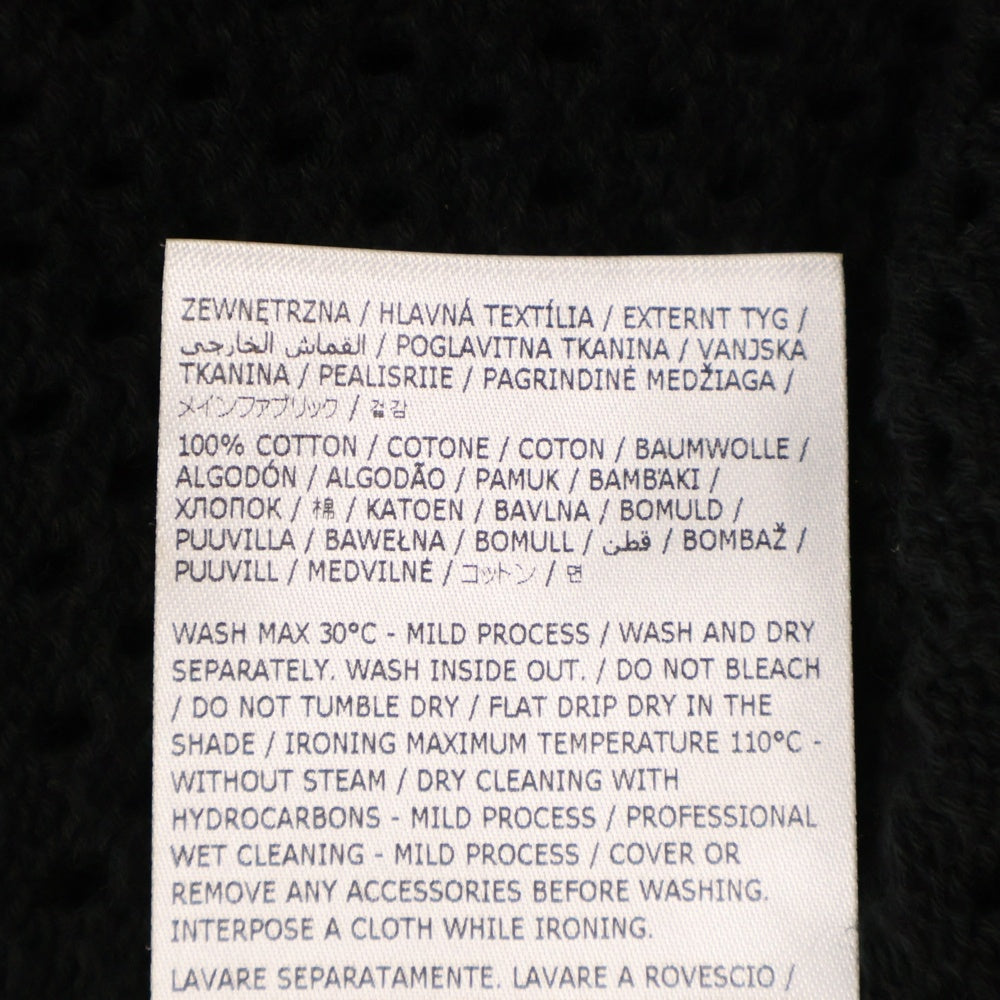 ZEWNĘTRZNA / HLAVNÁ TEXTÍLIA / EXTERNT TYG /
القماش الخارجي / POGLAVITNA TKANINA / VANJSKA
TKANINA / PEALISRIIE / PAGRINDINĖ MEDŽIAGA /
メインファブリック / 겉감
100% COTTON / COTONE / COTON / BAUMWOLLE /
ALGODÓN / ALGODÃO / PAMUK / BAMBAKI /
ХЛОПОК / 棉 / KATOEN / BAVLNA / BOMULD /
PUUVILLA / BAWEŁNA / BOMULL / قطن / BOMBAŽ /
PUUVILL / MEDVILNĖ / コットン / 면
WASH MAX 30°C - MILD PROCESS / WASH AND DRY
SEPARATELY. WASH INSIDE OUT. / DO NOT BLEACH
/ DO NOT TUMBLE DRY / FLAT DRIP DRY IN THE
SHADE / IRONING MAXIMUM TEMPERATURE 110°C -
WITHOUT STEAM / DRY CLEANING WITH
HYDROCARBONS - MILD PROCESS / PROFESSIONAL
WET CLEANING - MILD PROCESS / COVER OR
REMOVE ANY ACCESSORIES BEFORE WASHING.
INTERPOSE A CLOTH WHILE IRONING.
LAVARE SEPARATAMENTE. LAVARE A ROVESCIO /